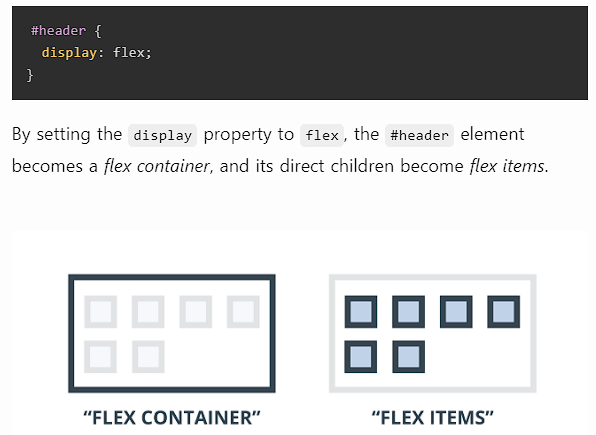 #header {
  display: flex;
}
By setting the display property to flex, the #header element
becomes a flex container, and its direct children become flex items.
“FLEX CONTAINER” “FLEX ITEMS”